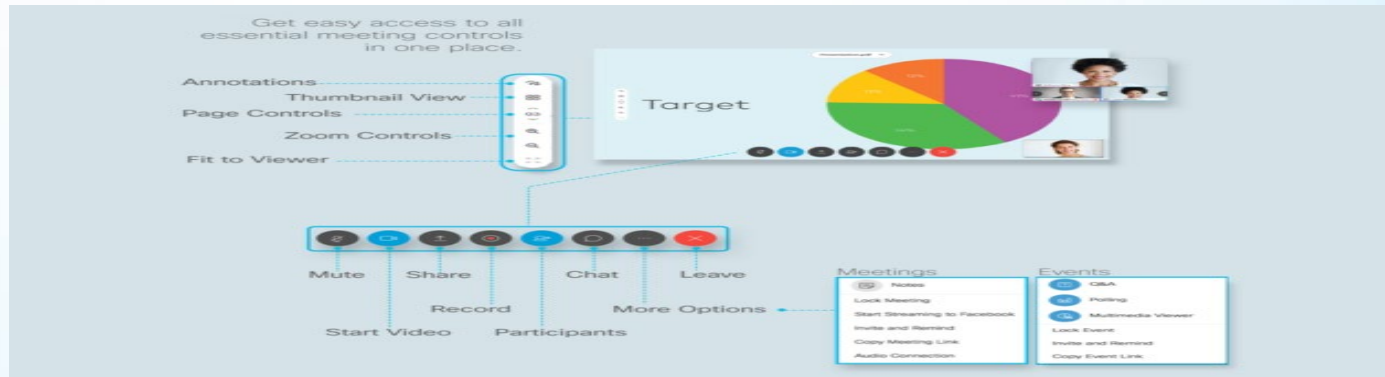 Get easy access to all
essential meeting controls
in one place.
Annotations
Thumbnail View
Page Controls
Zoom Controls
Fit to Viewer
Target
Mute
Share
Chat
Leave
Record
More Options
Start Video
Participants
Meetings
Notes
Lock Meeting
Start Streaming to Facebook
Invite and Remind
Copy Meeting Link
Audio Connection
Events
Q&A
Polling
Multimedia Viewer
Lock Event
Invite and Remind
Copy Event Link